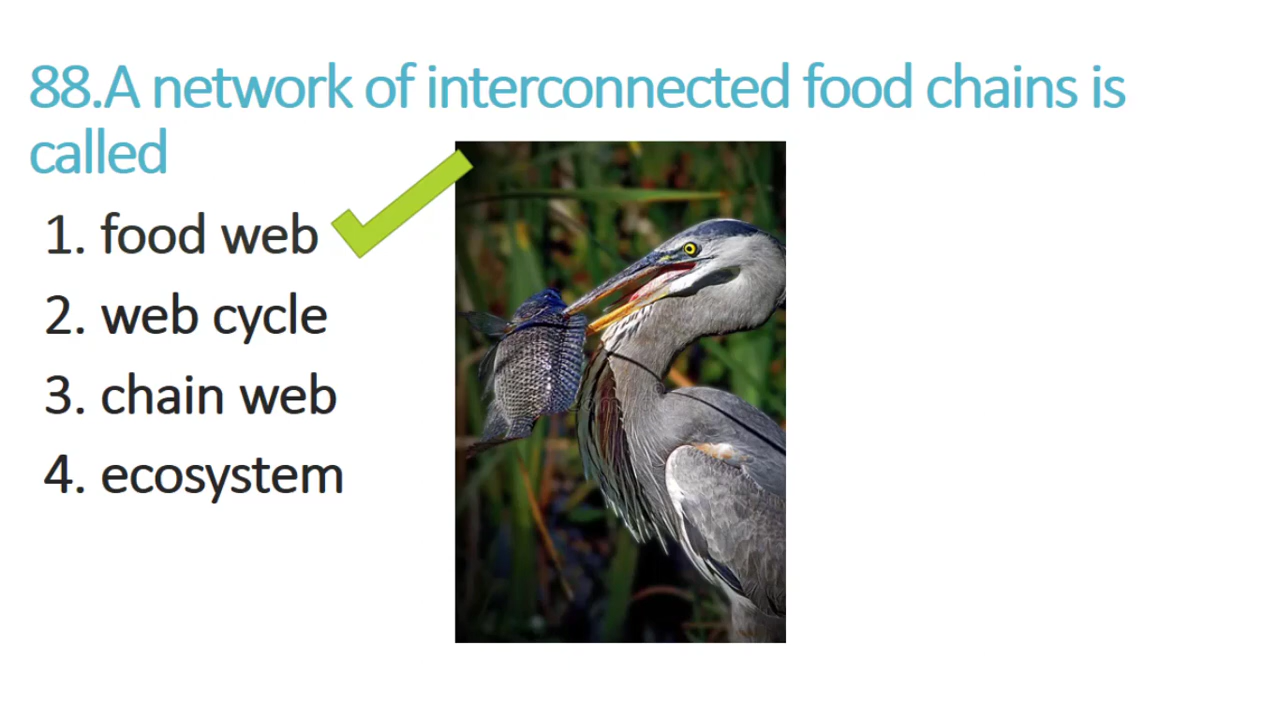 88.A network of interconnected food chains is
called
1. food web
2. web cycle
3. chain web
4. ecosystem